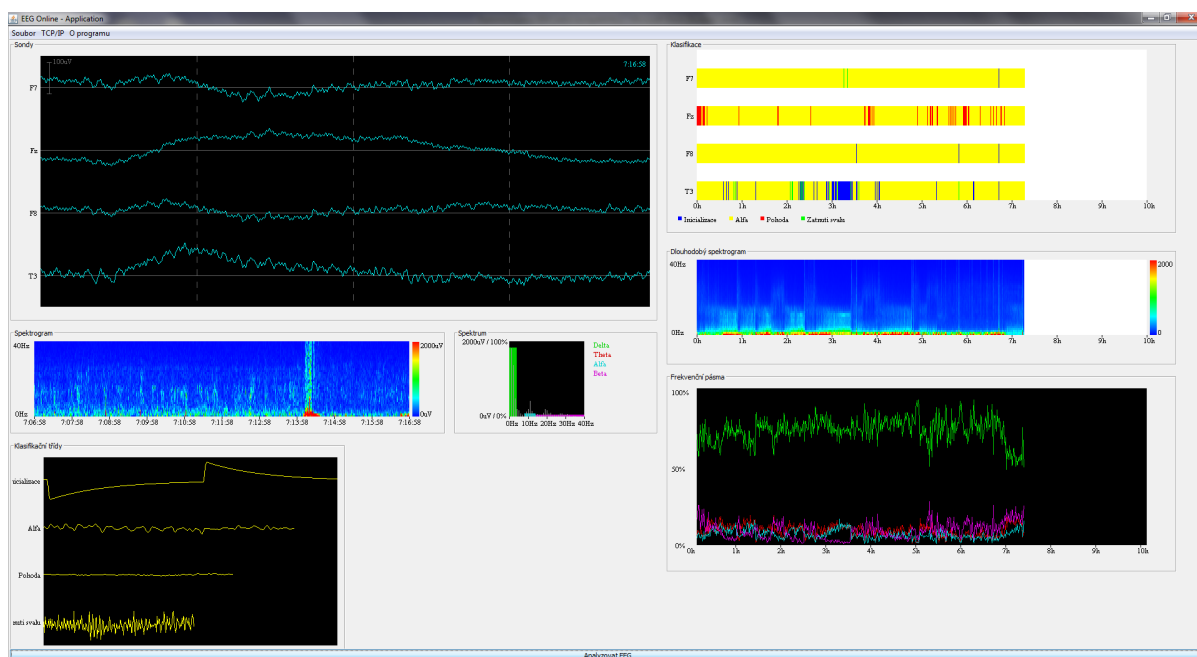 EEG Online - Application
Soubor TCP/IP O programu
Sondy
100uV
7:16:58
F7
Fz
F8
T3
Klasifikace
F7
Fz
F8
T3
0h 1h 2h 3h 4h 5h 6h 7h 8h 9h 10h
Inicializace Alfa Pohoda Zatnutí svalu
Dlouhodobý spektrogram
40Hz
0Hz
2000
0
0h 1h 2h 3h 4h 5h 6h 7h 8h 9h 10h
Spektrogram
40Hz
0Hz
2000uV
0uV
7:06:58 7:07:58 7:08:58 7:09:58 7:10:58 7:11:58 7:12:58 7:13:58 7:14:58 7:15:58 7:16:58
Spektrum
2000uV / 100%
0uV / 0%
0Hz 10Hz 20Hz 30Hz 40Hz
Delta
Theta
Alfa
Beta
Frekvenční pásma
100%
50%
0%
0h 1h 2h 3h 4h 5h 6h 7h 8h 9h 10h
Klasifikační třídy
nicializace
Alfa
Pohoda
nutí svalu
Analyzovat EEG